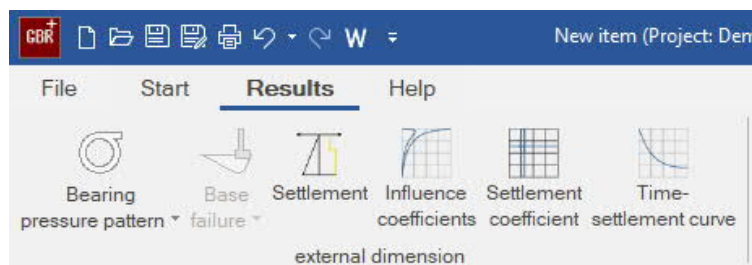 GBR+ W New item (Project: Den
File Start Results Help
Bearing pressure pattern
Base failure
Settlement
Influence coefficients
Settlement coefficient
Time-settlement curve
external dimension